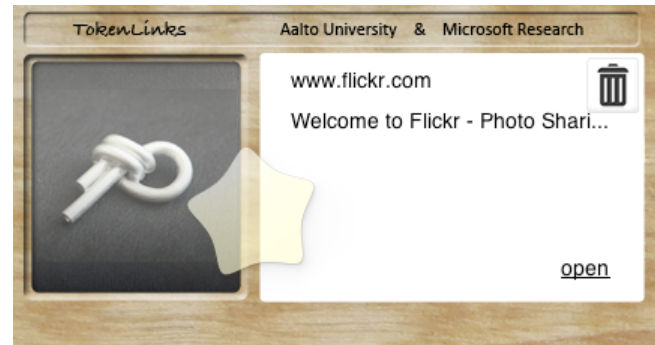 TokenLinks Aalto University & Microsoft Research
www.flickr.com
Welcome to Flickr - Photo Shari...
open